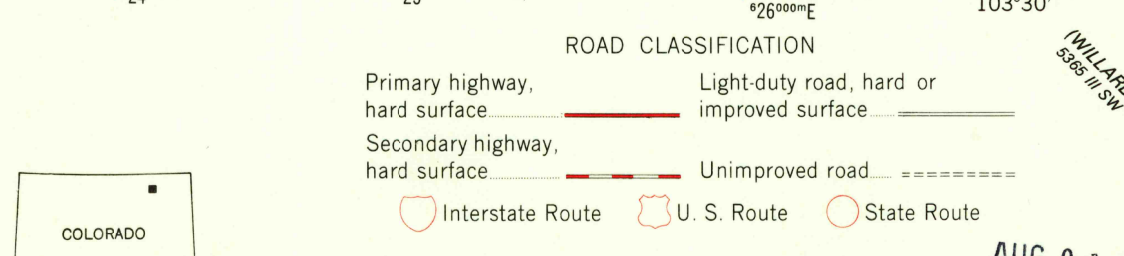 ⁶26⁰⁰⁰ᵐE
103°30'
ROAD CLASSIFICATION
Primary highway,
hard surface
Light-duty road, hard or
improved surface
Secondary highway,
hard surface
Unimproved road
Interstate Route
U. S. Route
State Route
COLORADO
5365 III SW
AUG